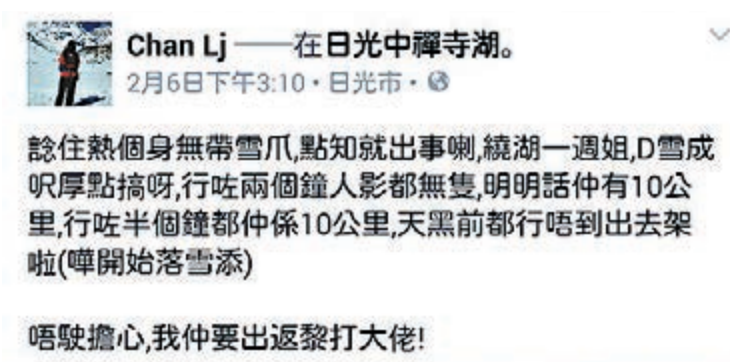 Chan Lj ——在日光中禪寺湖。
2月6日下午3:10·日光市·
諗住熱個身無帶雪爪,點知就出事喇,繞湖一週姐,D雪成
呎厚點搞呀,行咗兩個鐘人影都無隻,明明話仲有10公
里,行咗半個鐘都仲係10公里,天黑前都行唔到出去架
啦(嘩開始落雪添)
唔駛擔心,我仲要出返黎打大佬!